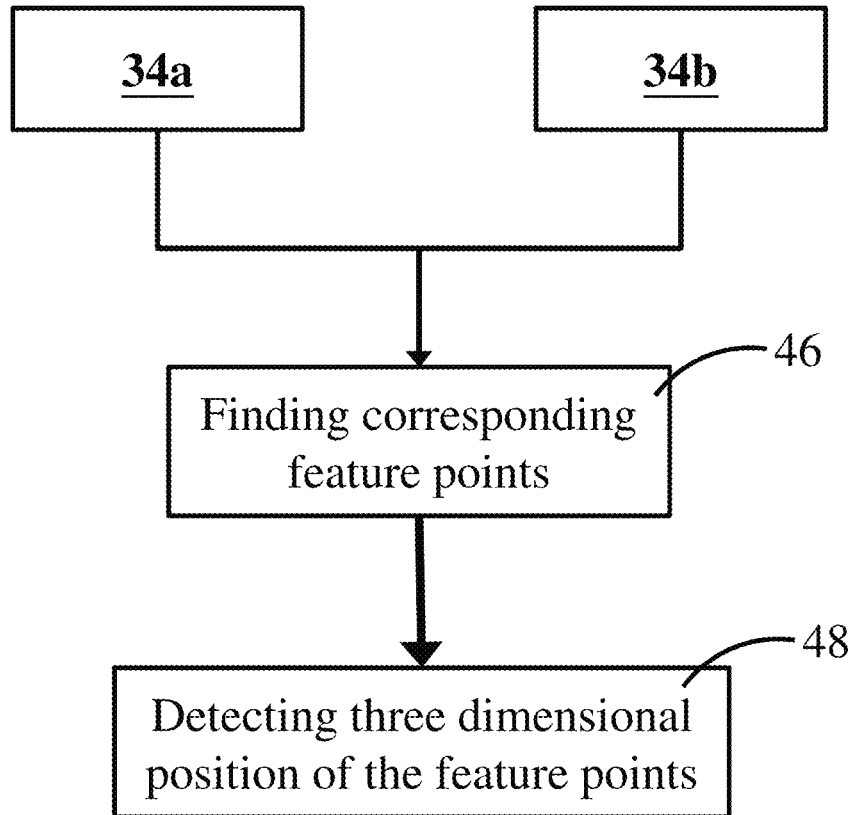 34a
34b
46
Finding corresponding
feature points
48
Detecting three dimensional
position of the feature points